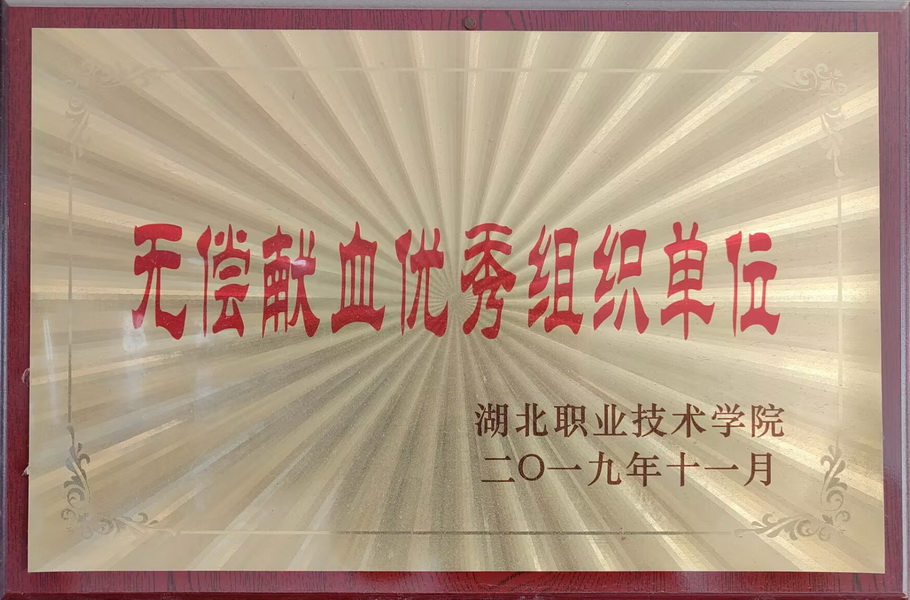 无偿献血优秀组织单位
湖北职业技术学院
二〇一九年十一月